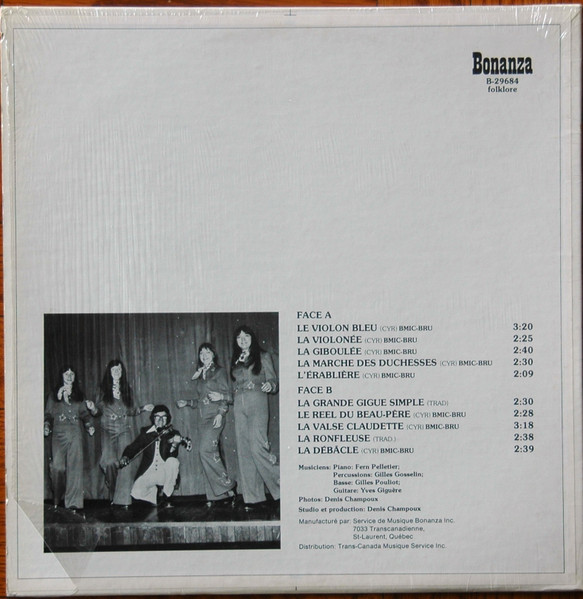 Bonanza
B-29684
folklore
FACE A
LE VIOLON BLEU (CYR) BMIC-BRU 3:20
LA VIOLONÉE (CYR) BMIC-BRU 2:25
LA GIBOULÉE (CYR) BMIC-BRU 2:40
LA MARCHE DES DUCHESSES (CYR) BMIC-BRU 2:30
L'ÉRABLIÈRE (CYR) BMIC-BRU 2:09
FACE B
LA GRANDE GIGUE SIMPLE (TRAD) 2:30
LE REEL DU BEAU-PÈRE (CYR) BMIC-BRU 2:28
LA VALSE CLAUDETTE (CYR) BMIC-BRU 3:18
LA RONFLEUSE (TRAD.) 2:38
LA DÉBÂCLE (CYR) BMIC-BRU 2:39
Musiciens: Piano: Fern Pelletier;
Percussions: Gilles Gosselin;
Basse: Gilles Pouliot;
Guitare: Yves Giguère
Photos: Denis Champoux
Studio et production: Denis Champoux
Manufacturé par: Service de Musique Bonanza Inc.
7033 Transcanadienne,
St-Laurent, Québec
Distribution: Trans-Canada Musique Service Inc.